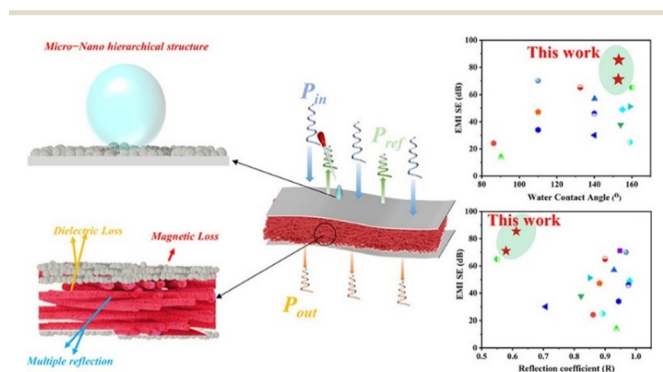 Micro-Nano hierarchical structure
Dielectric Loss
Magnetic Loss
Multiple reflection
P_in
P_ref
P_out
This work
EMI SE (dB)
100
80
60
40
20
0
80 100 120 140 160
Water Contact Angle (°)
This work
EMI SE (dB)
100
80
60
40
20
0
0.5 0.6 0.7 0.8 0.9 1.0
Reflection coefficient (R)